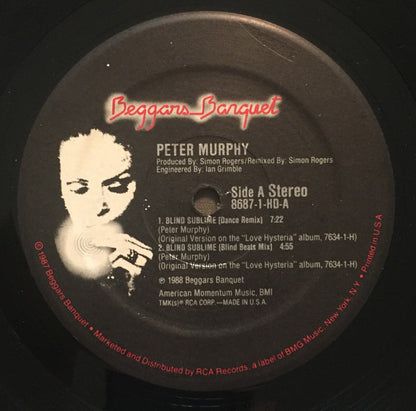 Beggars Banquet
PETER MURPHY
Produced By: Simon Rogers/Remixed By: Simon Rogers
Engineered By: Ian Grimble
Side A Stereo
8687-1-HD-A
1. BLIND SUBLIME (Dance Remix) 7:22
(Peter Murphy)
(Original Version on the "Love Hysteria" album, 7634-1-H)
2. BLIND SUBLIME (Blind Beats Mix) 4:55
(Peter Murphy)
(Original Version on the "Love Hysteria" album, 7634-1-H)
℗ 1988 Beggars Banquet
American Momentum Music, BMI
TMK(s) ® RCA CORP.—MADE IN U.S.A.
© 1987 Beggars Banquet • Marketed and Distributed by RCA Records, a label of BMG Music, New York, N.Y. • Printed in U.S.A.